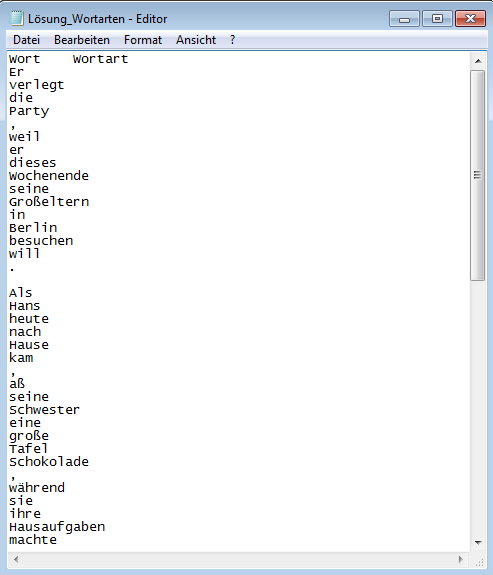 Lösung_Wortarten - Editor
Datei Bearbeiten Format Ansicht ?
Wort Wortart
Er
verlegt
die
Party
,
weil
er
dieses
Wochenende
seine
Großeltern
in
Berlin
besuchen
will
.

Als
Hans
heute
nach
Hause
kam
,
aß
seine
Schwester
eine
große
Tafel
Schokolade
,
während
sie
ihre
Hausaufgaben
machte